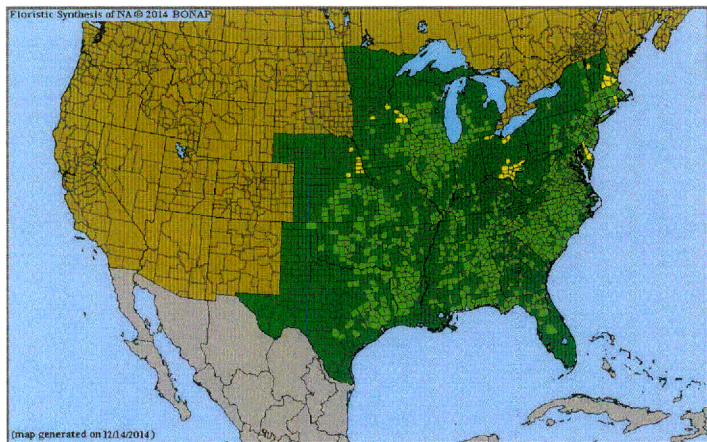 Floristic Synthesis of NA © 2014 BONAP
(map generated on 12/14/2014)